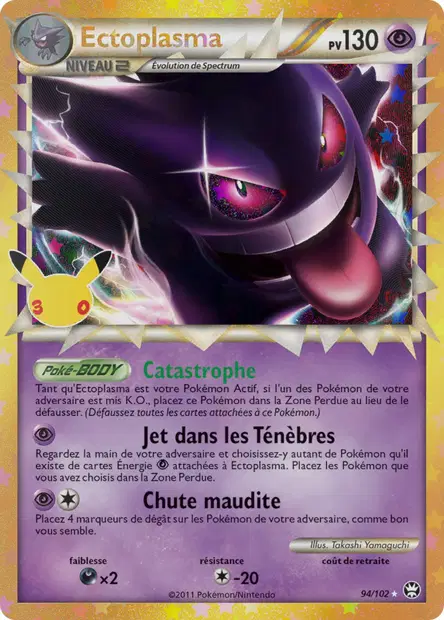 Ectoplasma PV130
NIVEAU 2 Évolution de Spectrum
30
Poké-BODY Catastrophe
Tant qu'Ectoplasma est votre Pokémon Actif, si l'un des Pokémon de votre
adversaire est mis K.O., placez ce Pokémon dans la Zone Perdue au lieu de le
défausser. (Défaussez toutes les cartes attachées à ce Pokémon.)
Jet dans les Ténèbres
Regardez la main de votre adversaire et choisissez-y autant de Pokémon qu'il
existe de cartes Énergie attachées à Ectoplasma. Placez les Pokémon que
vous avez choisis dans la Zone Perdue.
Chute maudite
Placez 4 marqueurs de dégât sur les Pokémon de votre adversaire, comme bon
vous semble.
Illus. Takashi Yamaguchi
faiblesse résistance coût de retraite
×2 -20
©2011 Pokémon/Nintendo 94/102